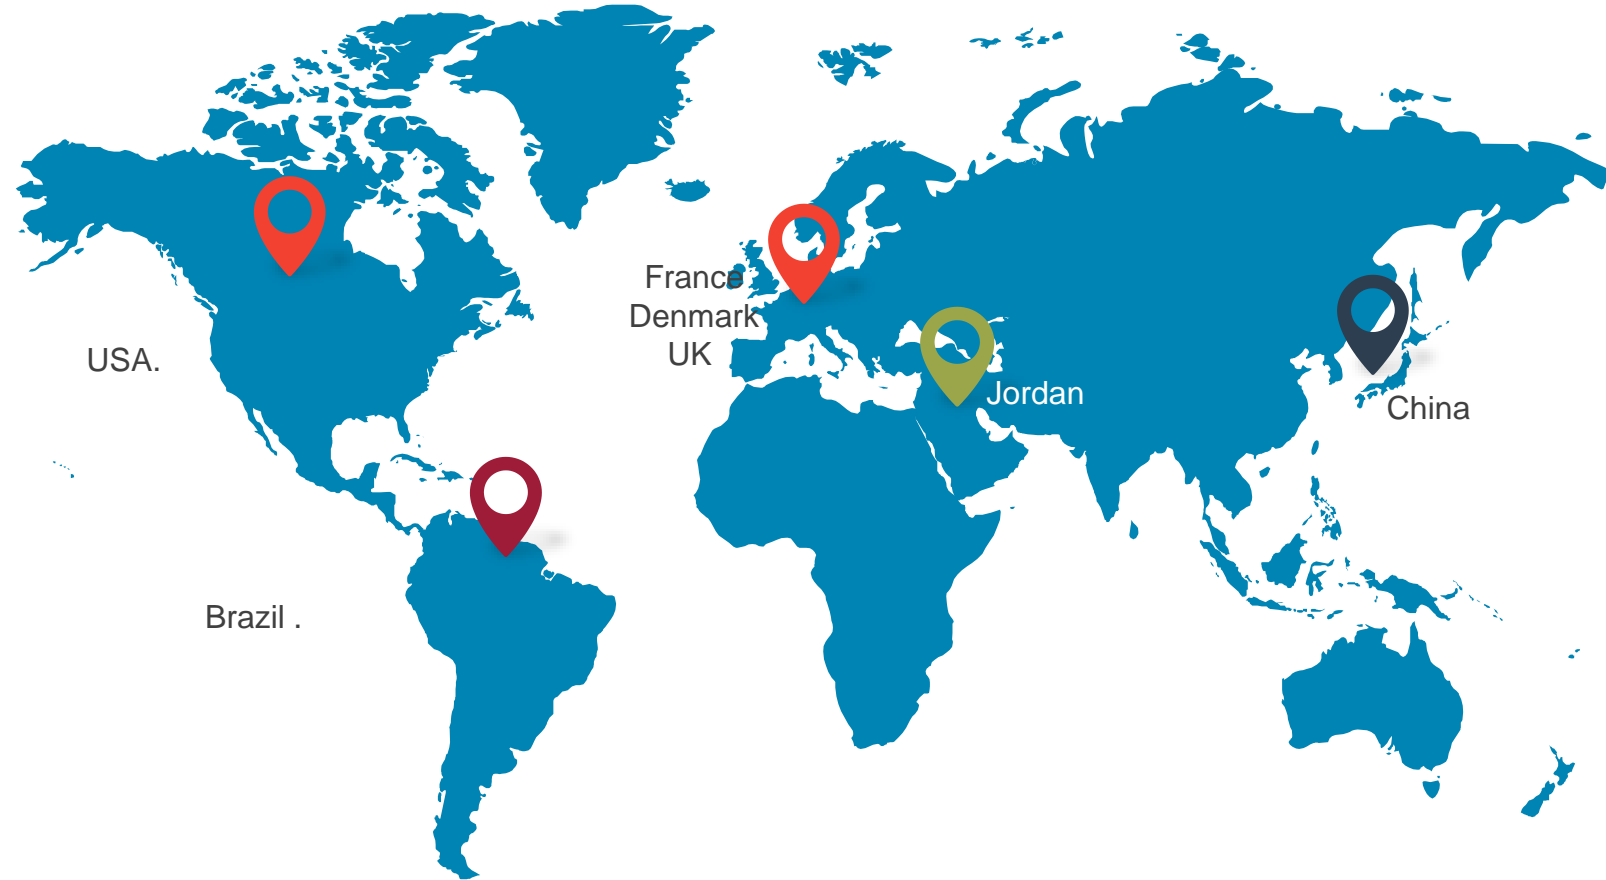 France
Denmark
UK
USA.
Jordan
China
Brazil .